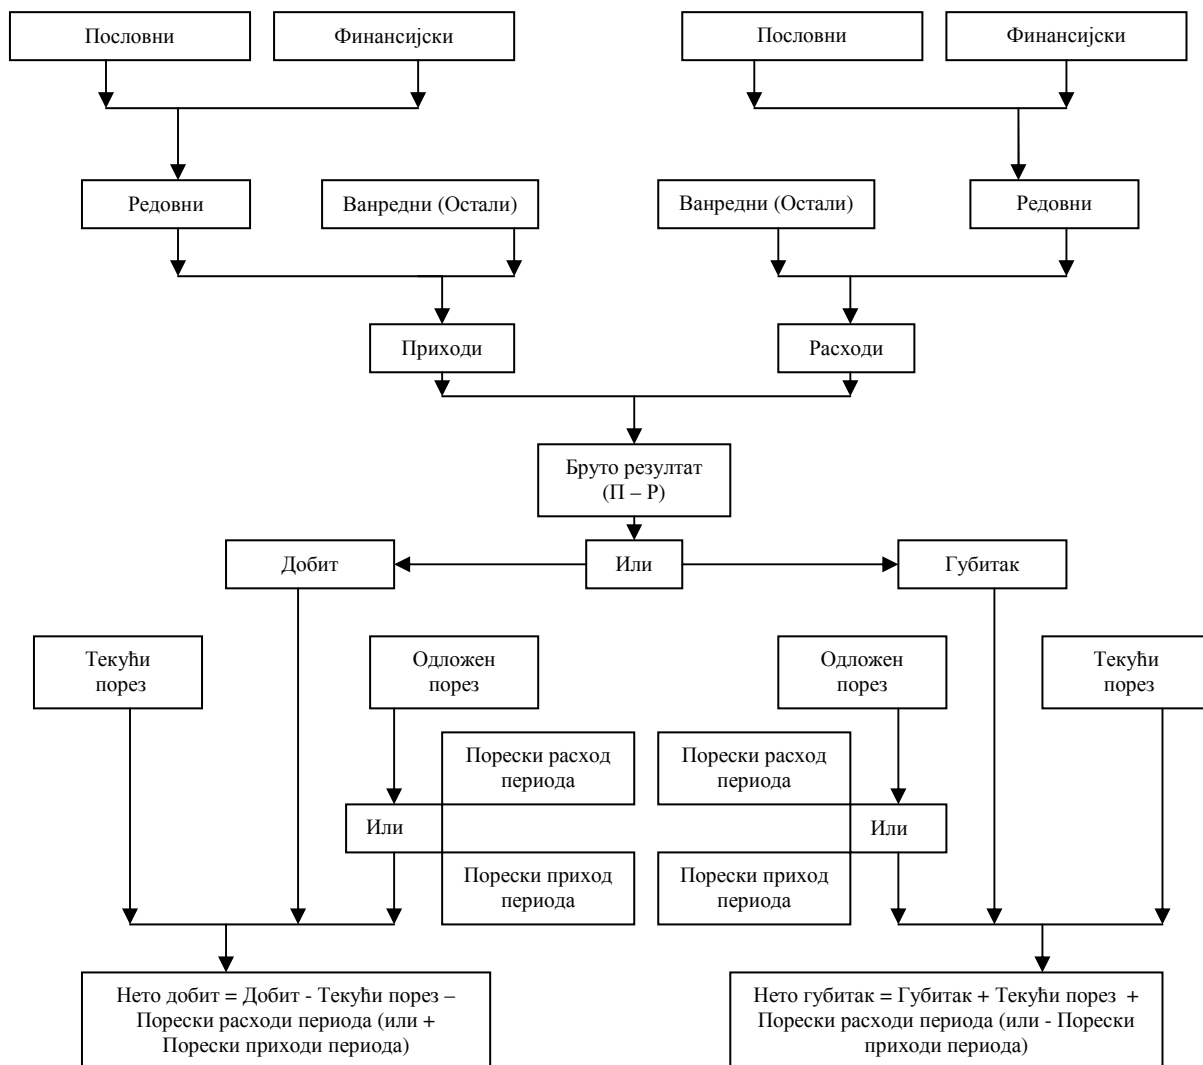 Пословни
Финансијски
Пословни
Финансијски
Редовни
Ванредни (Остали)
Ванредни (Остали)
Редовни
Приходи
Расходи
Бруто резултат
(П – Р)
Добит
Или
Губитак
Текући
порез
Одложен
порез
Одложен
порез
Текући
порез
Порески расход
периода
Порески расход
периода
Или
Или
Порески приход
периода
Порески приход
периода
Нето добит = Добит - Текући порез –
Порески расходи периода (или +
Порески приходи периода)
Нето губитак = Губитак + Текући порез +
Порески расходи периода (или - Порески
приходи периода)